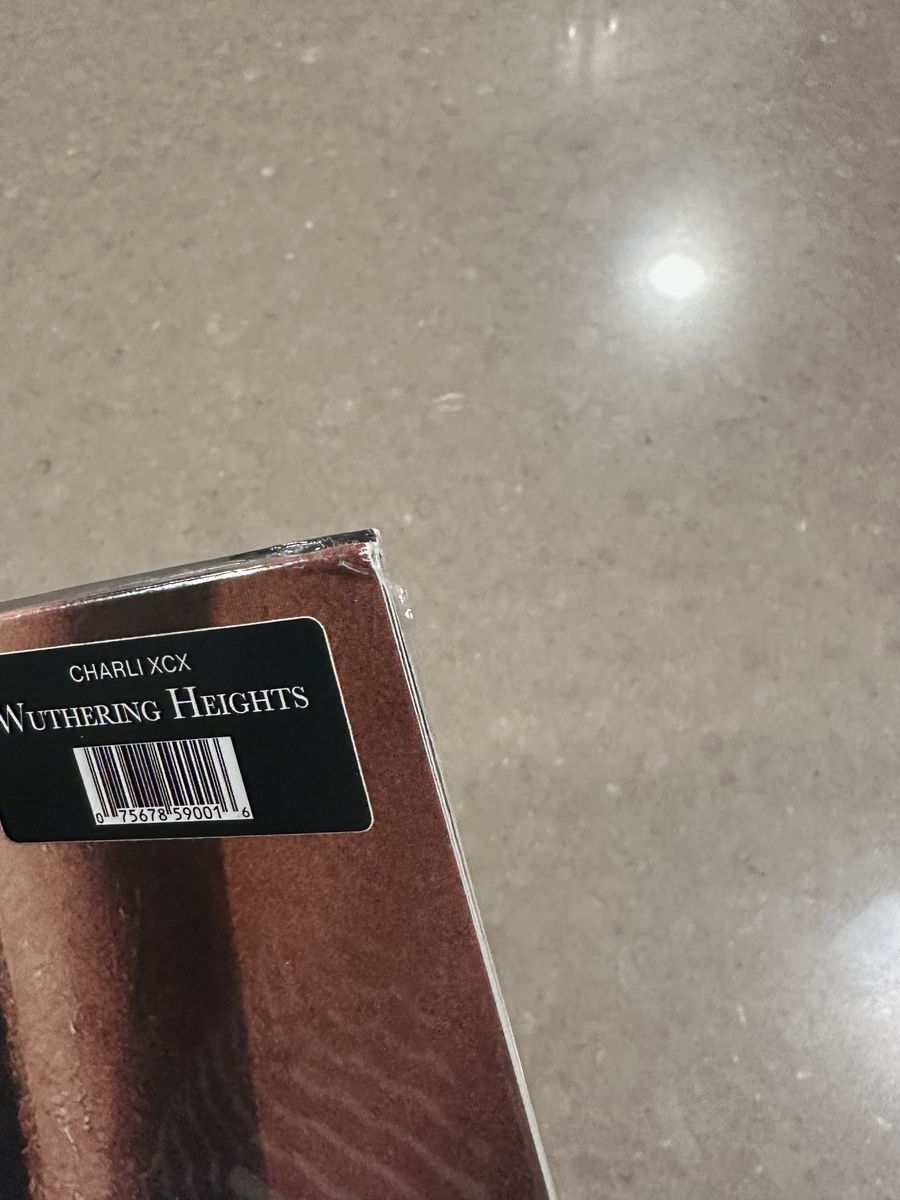 CHARLI XCX
WUTHERING HEIGHTS
0 75678 59001 6